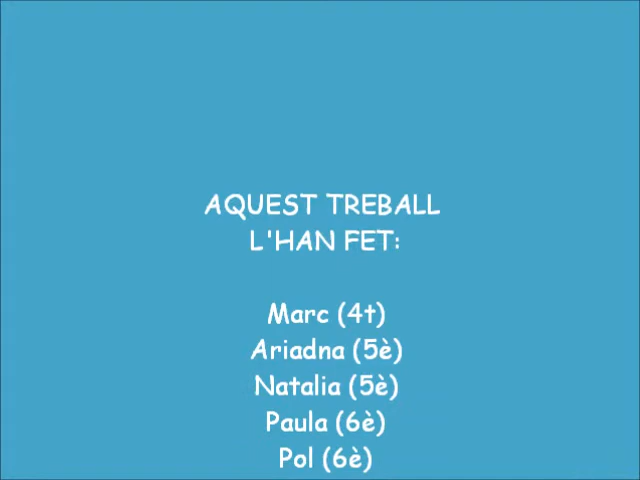 AQUEST TREBALL
L'HAN FET:
Marc (4t)
Ariadna (5è)
Natalia (5è)
Paula (6è)
Pol (6è)